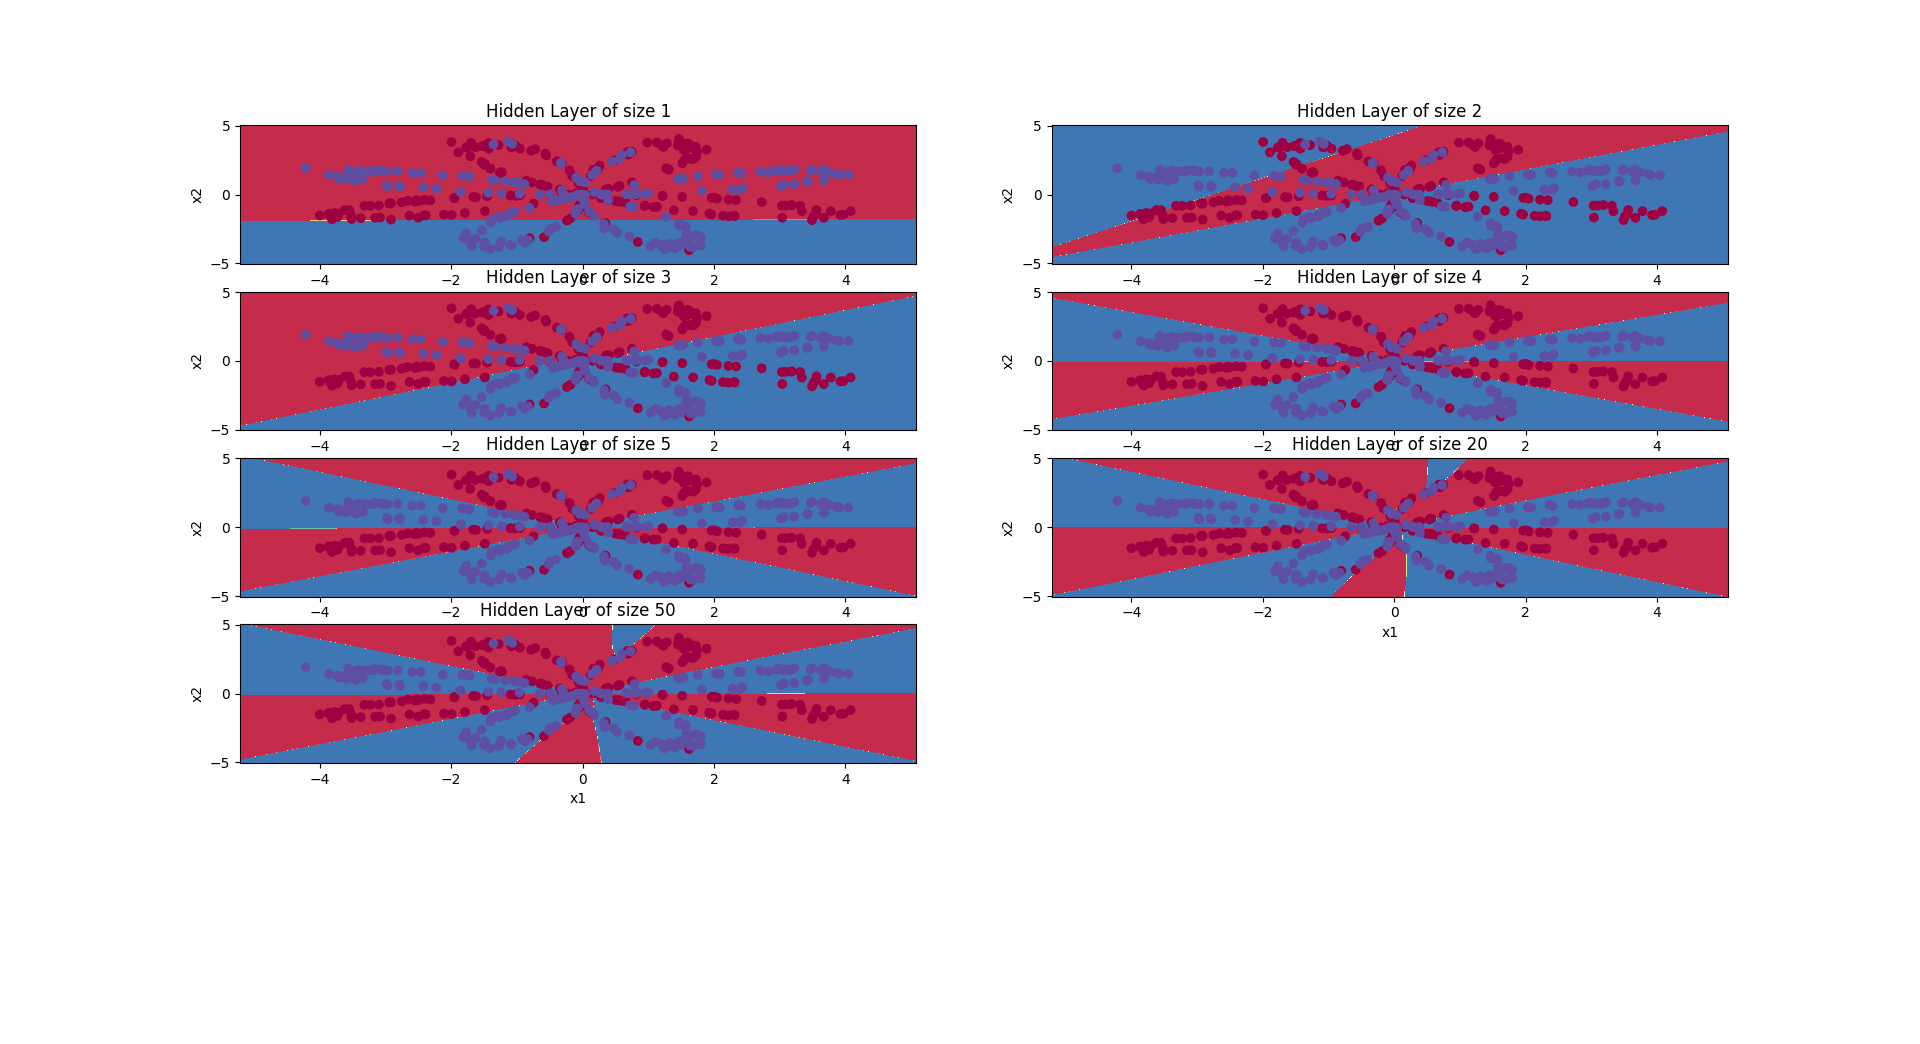 Hidden Layer of size 1
5
0
−5
x2
−4 −2 0 2 4
Hidden Layer of size 2
5
0
−5
x2
−4 −2 0 2 4
Hidden Layer of size 3
5
0
−5
x2
−4 −2 0 2 4
Hidden Layer of size 4
5
0
−5
x2
−4 −2 0 2 4
Hidden Layer of size 5
5
0
−5
x2
−4 −2 0 2 4
Hidden Layer of size 20
5
0
−5
x2
−4 −2 0 2 4
x1
Hidden Layer of size 50
5
0
−5
x2
−4 −2 0 2 4
x1